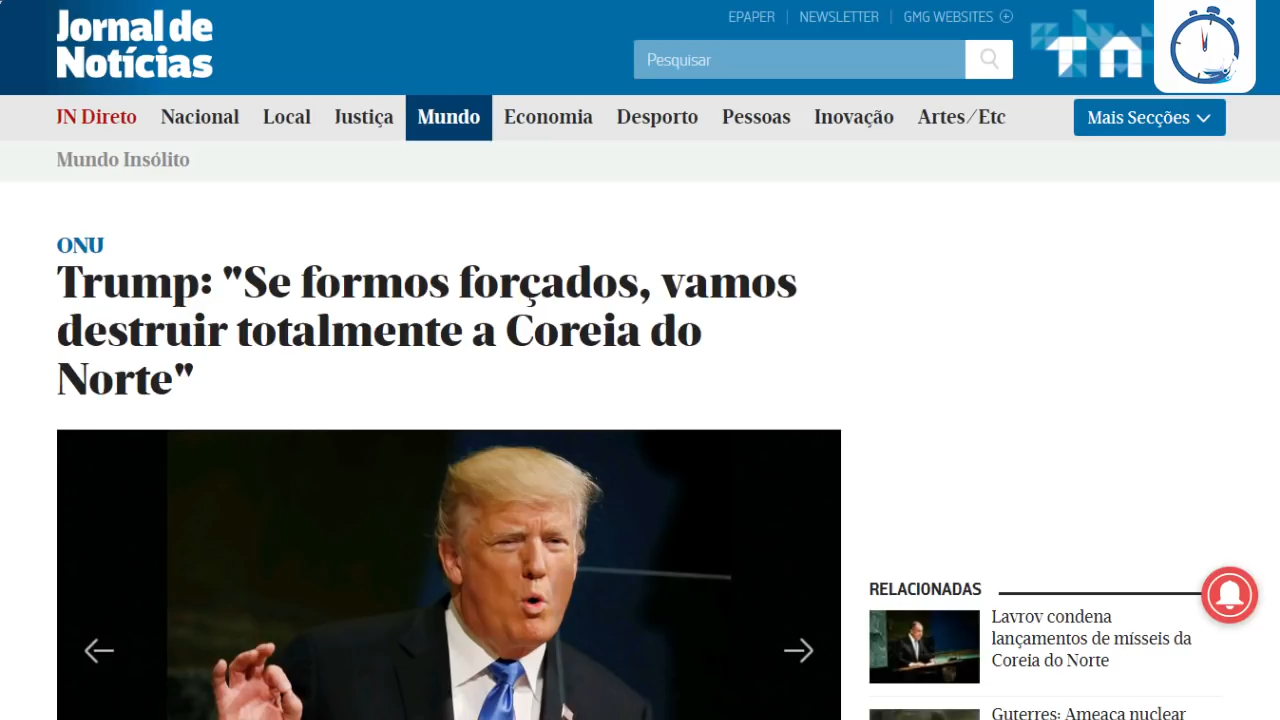 Jornal de
Notícias
EPAPER
NEWSLETTER
GMG WEBSITES
Pesquisar
JN Direto
Nacional
Local
Justiça
Mundo
Economia
Desporto
Pessoas
Inovação
Artes/Etc
Mais Secções
Mundo Insólito
ONU
Trump: "Se formos forçados, vamos
destruir totalmente a Coreia do
Norte"
RELACIONADAS
Lavrov condena
lançamentos de mísseis da
Coreia do Norte
Guterres: Ameaça nuclear